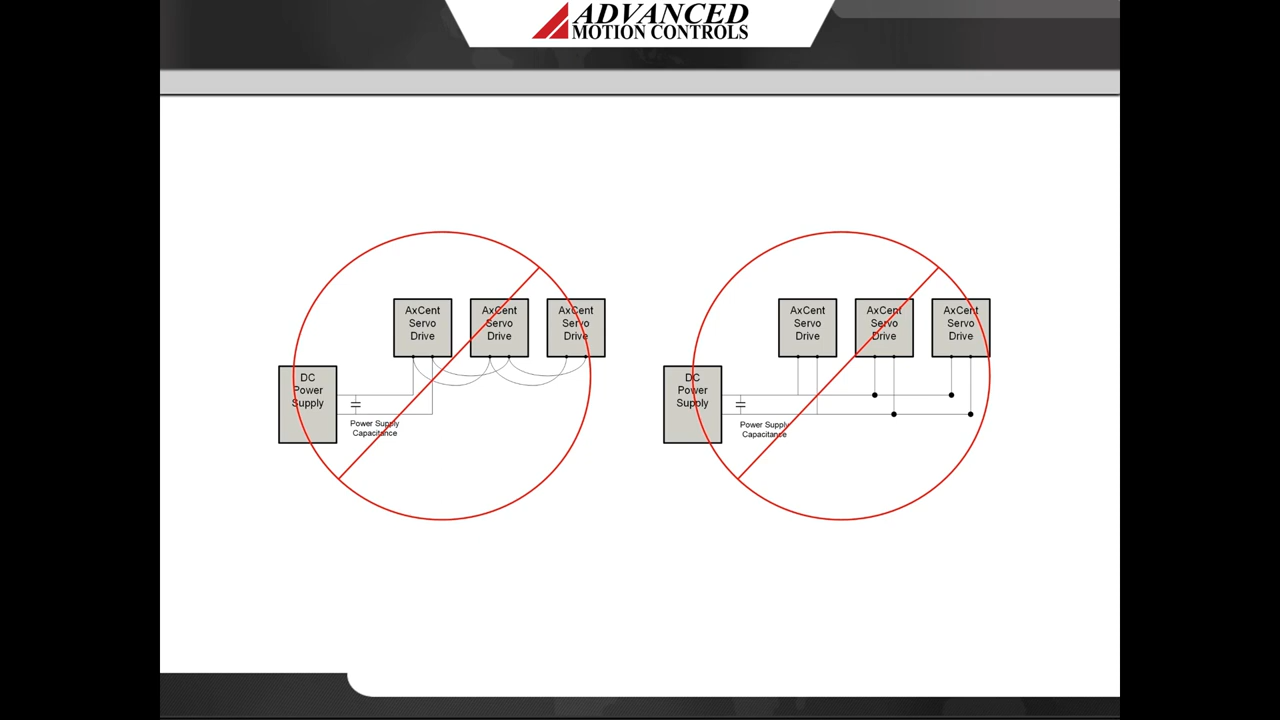 ADVANCED
MOTION CONTROLS
AxCent
Servo
Drive
AxCent
Servo
Drive
AxCent
Servo
Drive
DC
Power
Supply
Power Supply
Capacitance
AxCent
Servo
Drive
AxCent
Servo
Drive
AxCent
Servo
Drive
DC
Power
Supply
Power Supply
Capacitance